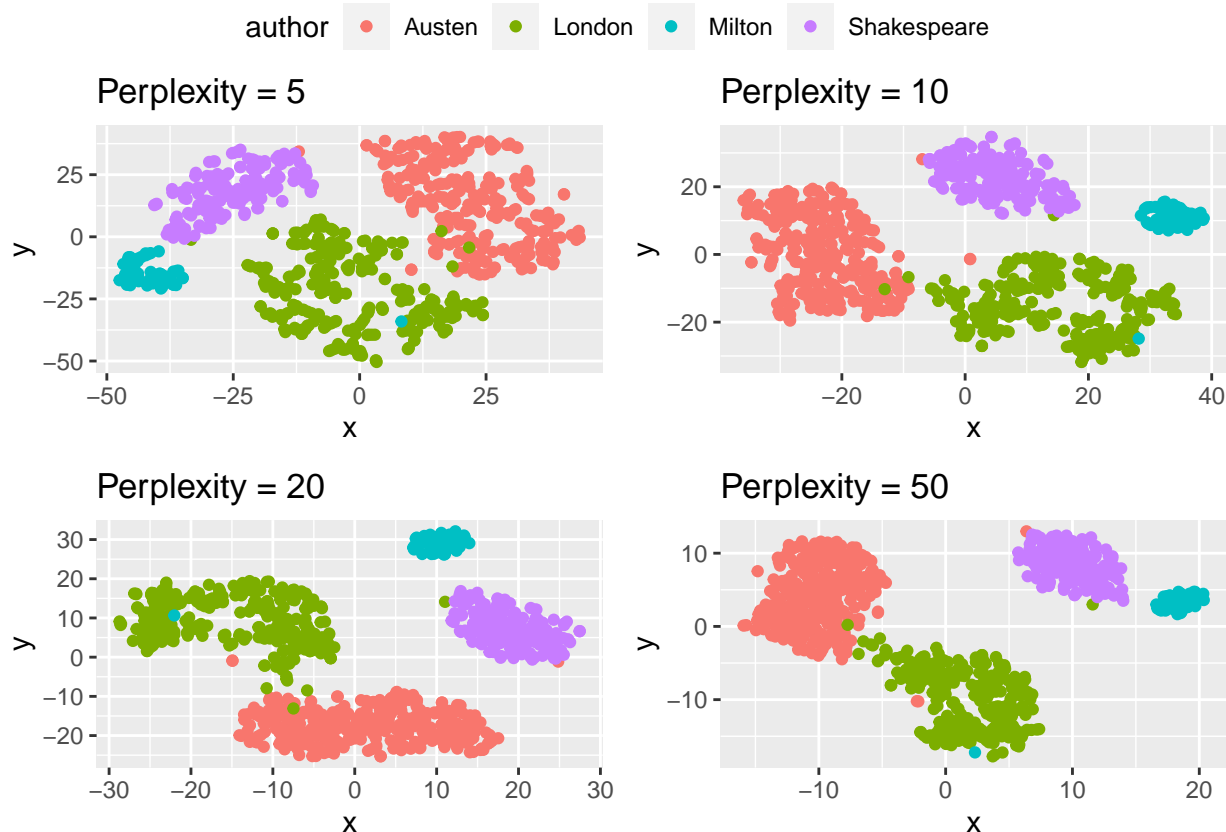 author Austen London Milton Shakespeare
Perplexity = 5
25
0
−25
−50
y
−50 −25 0 25
x
Perplexity = 10
20
0
−20
y
−20 0 20 40
x
Perplexity = 20
30
20
10
0
−10
−20
y
−30 −20 −10 0 10 20 30
x
Perplexity = 50
10
0
−10
y
−10 0 10 20
x